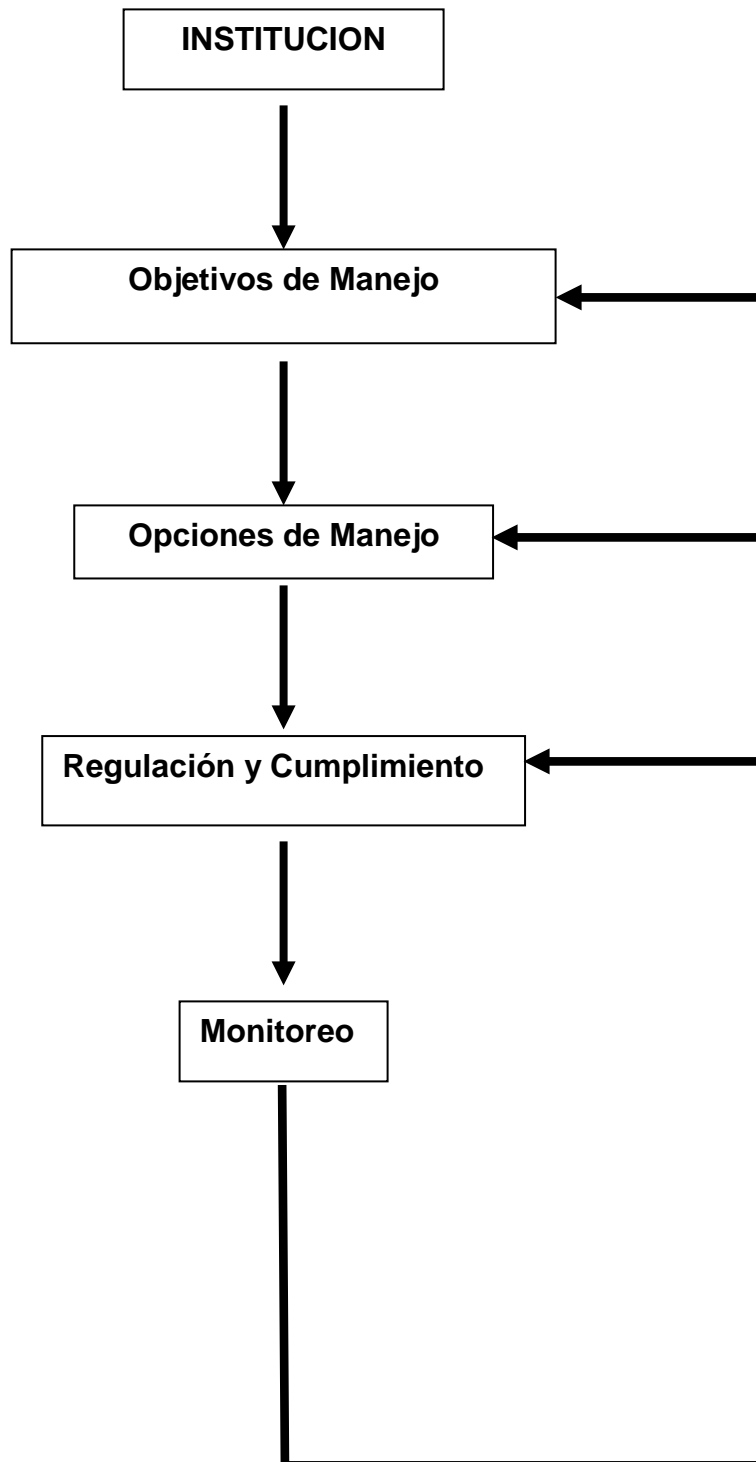 INSTITUCION
Objetivos de Manejo
Opciones de Manejo
Regulación y Cumplimiento
Monitoreo